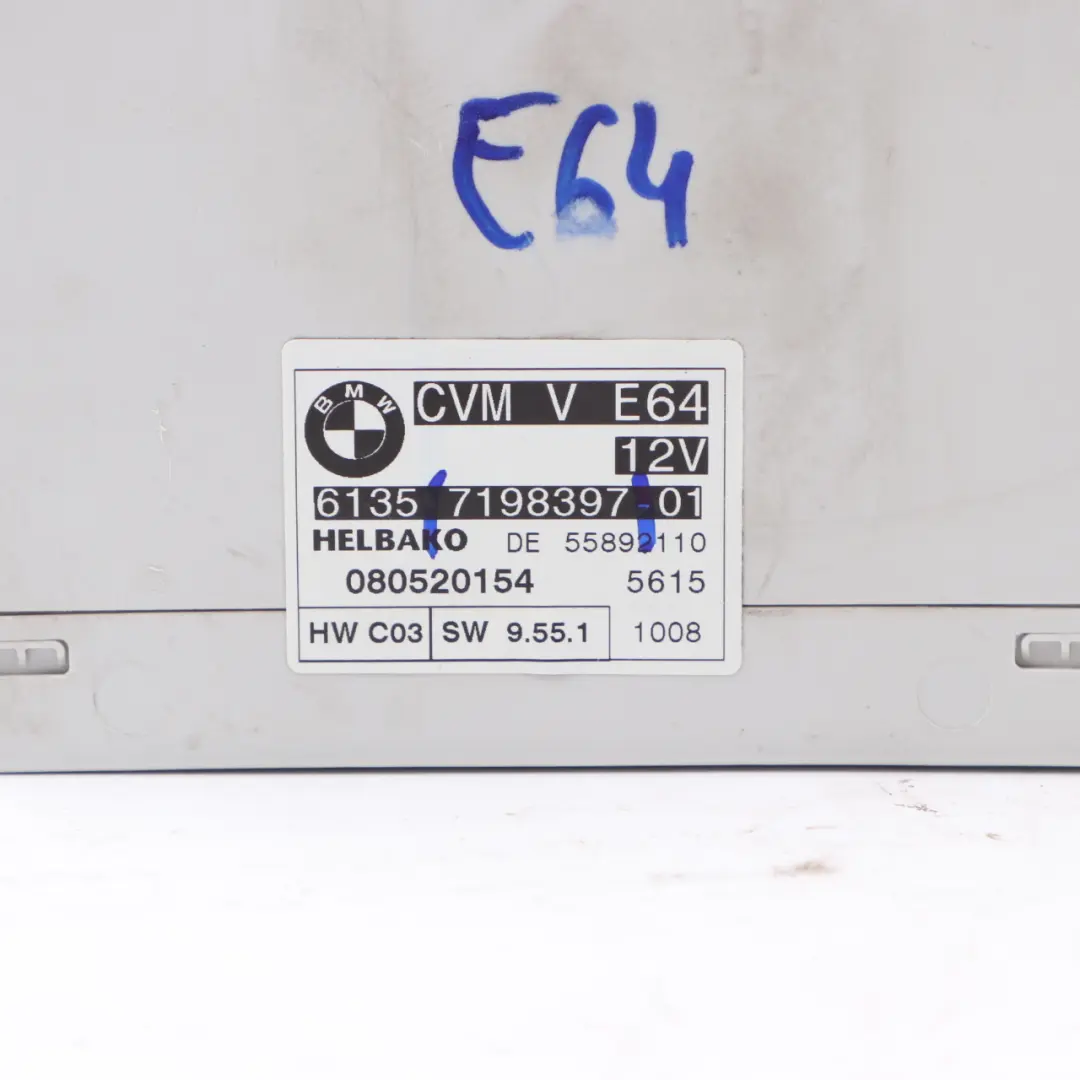 E64
BMW CVM V E64
12V
6135 7198397-01
HELBAKO DE 55892110
080520154 5615
HW C03 SW 9.55.1 1008